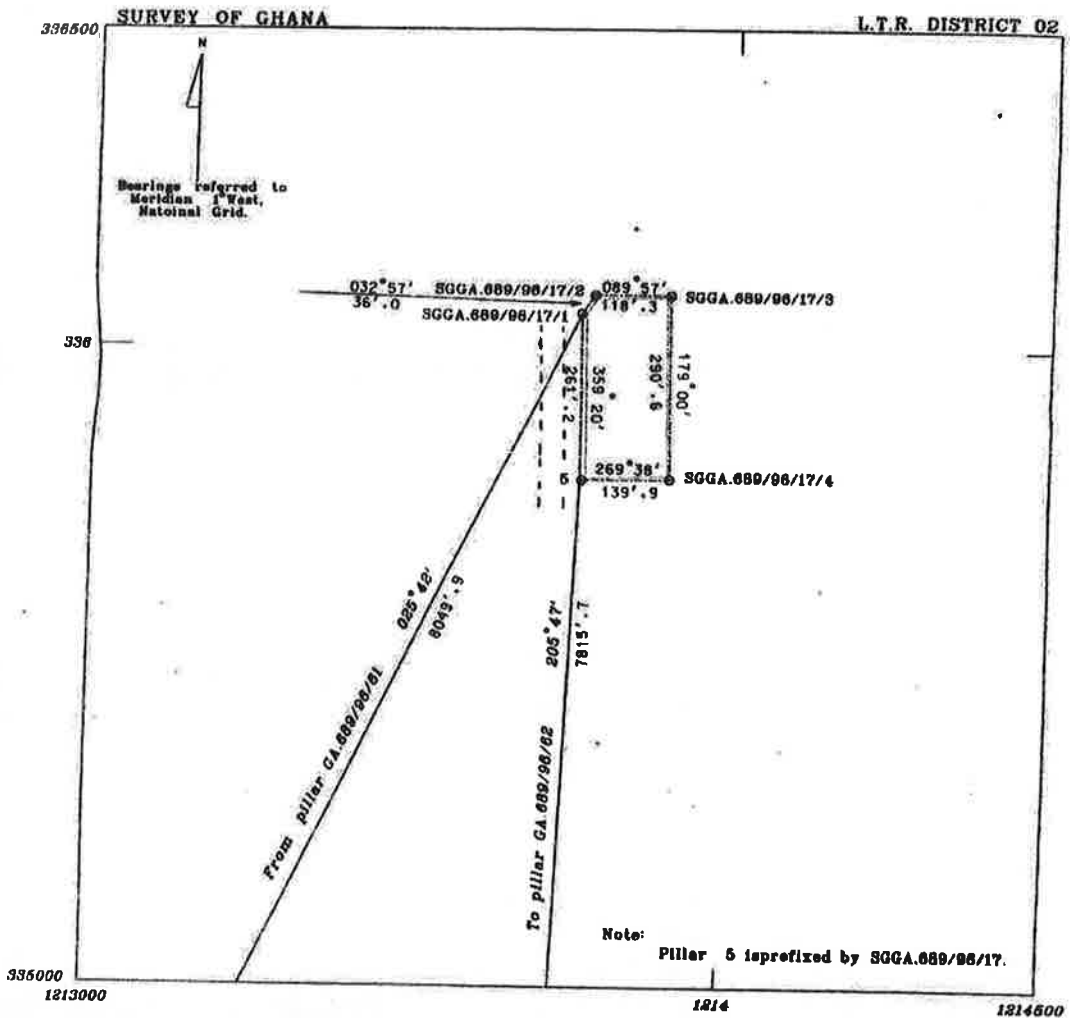 SURVEY OF GHANA
L.T.R. DISTRICT 02
336500
N
Bearings referred to
Meridian 1°West,
Natoinal Grid.
032°57'
36'.0
SGGA.689/96/17/2
089°57'
118'.3
SGGA.689/96/17/3
SGGA.689/96/17/1
336
261'.2
359°20'
290'.6
179°00'
5
269°38'
139'.9
SGGA.689/96/17/4
025°42'
8049'.9
205°47'
7815'.7
From pillar GA.689/96/61
To pillar GA.689/96/62
Note:
Pillar 5 isprefixed by SGGA.689/96/17.
335000
1213000
1214
1214500